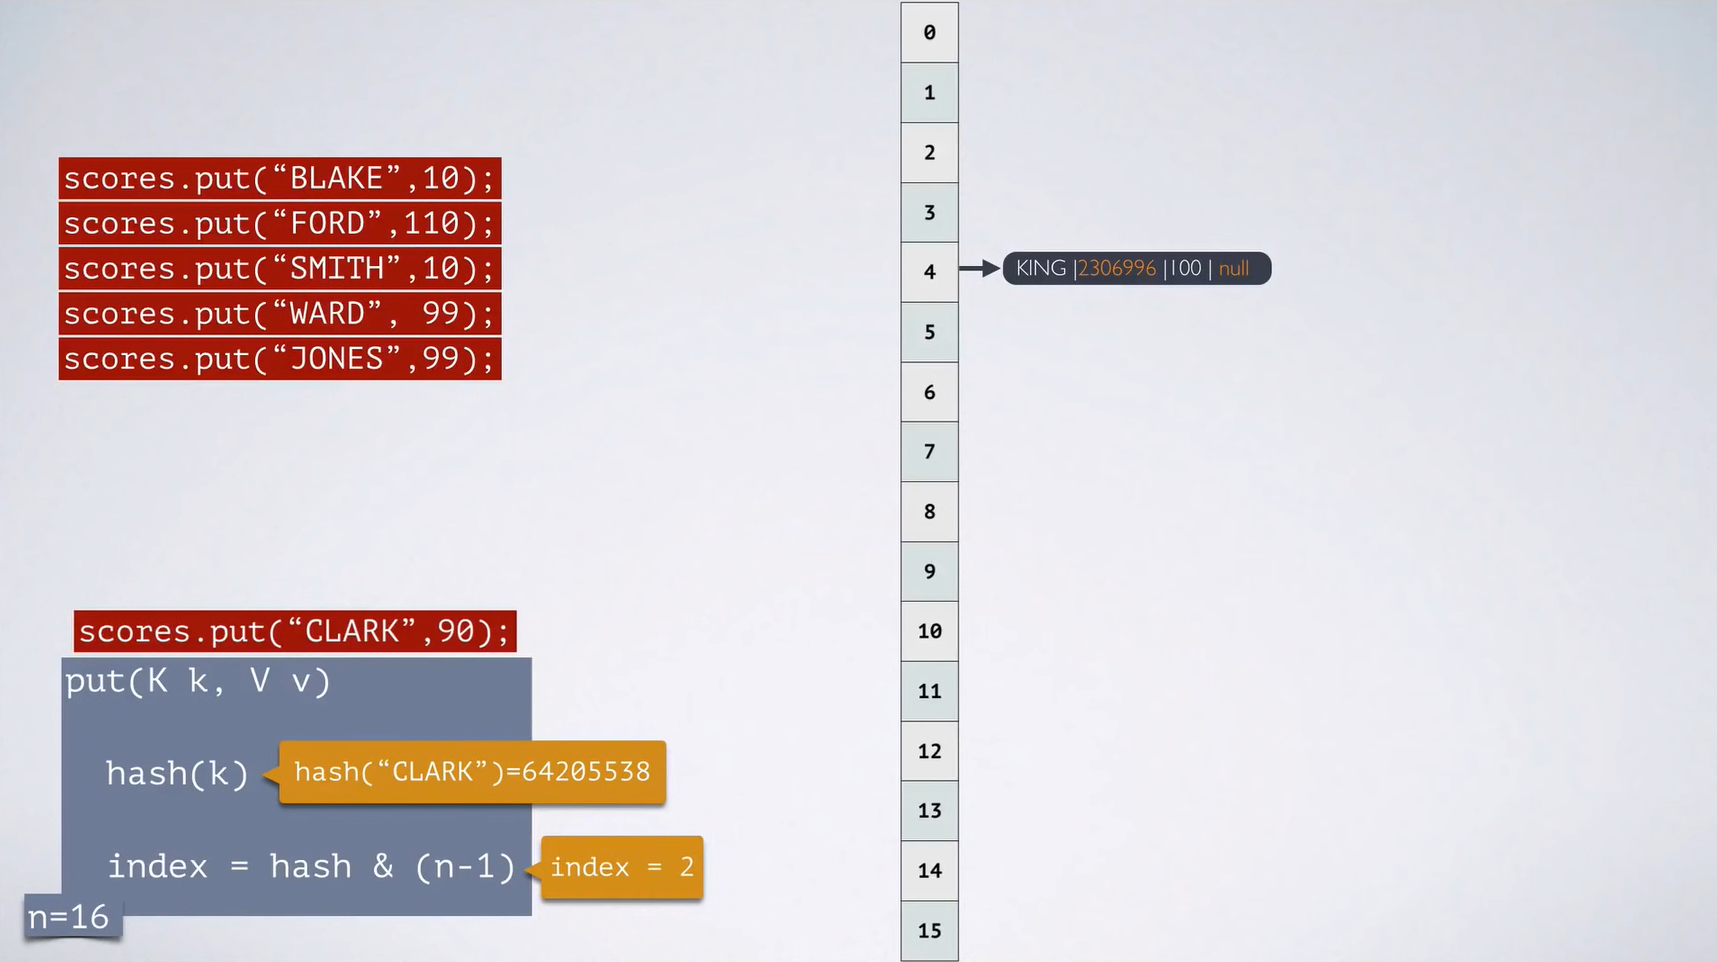 scores.put(“BLAKE”,10);
scores.put(“FORD”,110);
scores.put(“SMITH”,10);
scores.put(“WARD”, 99);
scores.put(“JONES”,99);
scores.put(“CLARK”,90);
put(K k, V v)
hash(k)
hash(“CLARK”)=64205538
index = hash & (n-1)
index = 2
n=16
0
1
2
3
4
KING |2306996 |100 | null
5
6
7
8
9
10
11
12
13
14
15